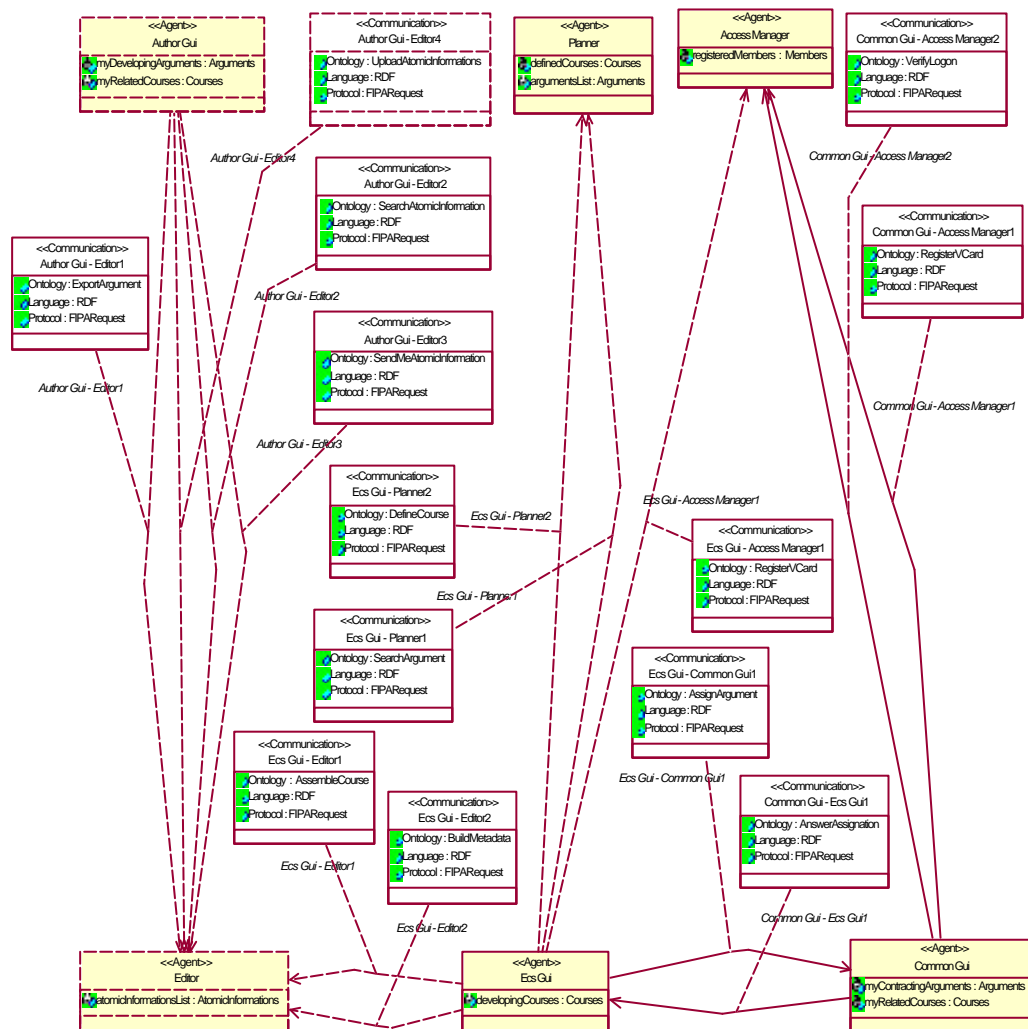 <<Agent>>
Author Gui
myDevelopingArguments : Arguments
myRelatedCourses : Courses
<<Communication>>
Author Gui - Editor4
Ontology : UploadAtomicInformations
Language : RDF
Protocol : FIPARequest
<<Agent>>
Planner
definedCourses : Courses
argumentsList : Arguments
<<Agent>>
Access Manager
registeredMembers : Members
<<Communication>>
Common Gui - Access Manager2
Ontology : VerifyLogon
Language : RDF
Protocol : FIPARequest
Author Gui - Editor4
Common Gui - Access Manager2
<<Communication>>
Author Gui - Editor2
Ontology : SearchAtomicInformation
Language : RDF
Protocol : FIPARequest
<<Communication>>
Common Gui - Access Manager1
Ontology : RegisterVCard
Language : RDF
Protocol : FIPARequest
<<Communication>>
Author Gui - Editor1
Ontology : ExportArgument
Language : RDF
Protocol : FIPARequest
Author Gui - Editor2
<<Communication>>
Author Gui - Editor3
Ontology : SendMeAtomicInformation
Language : RDF
Protocol : FIPARequest
Author Gui - Editor1
Common Gui - Access Manager1
Author Gui - Editor3
<<Communication>>
Ecs Gui - Planner2
Ontology : DefineCourse
Language : RDF
Protocol : FIPARequest
Ecs Gui - Planner2
Ecs Gui - Access Manager1
<<Communication>>
Ecs Gui - Access Manager1
Ontology : RegisterVCard
Language : RDF
Protocol : FIPARequest
Ecs Gui - Planner1
<<Communication>>
Ecs Gui - Planner1
Ontology : SearchArgument
Language : RDF
Protocol : FIPARequest
<<Communication>>
Ecs Gui - Common Gui1
Ontology : AssignArgument
Language : RDF
Protocol : FIPARequest
<<Communication>>
Ecs Gui - Editor1
Ontology : AssembleCourse
Language : RDF
Protocol : FIPARequest
Ecs Gui - Common Gui1
<<Communication>>
Common Gui - Ecs Gui1
Ontology : AnswerAssignation
Language : RDF
Protocol : FIPARequest
<<Communication>>
Ecs Gui - Editor2
Ontology : BuildMetadata
Language : RDF
Protocol : FIPARequest
Ecs Gui - Editor1
Ecs Gui - Editor2
Common Gui - Ecs Gui1
<<Agent>>
Editor
atomicInformationsList : AtomicInformations
<<Agent>>
Ecs Gui
developingCourses : Courses
<<Agent>>
Common Gui
myContractingArguments : Arguments
myRelatedCourses : Courses